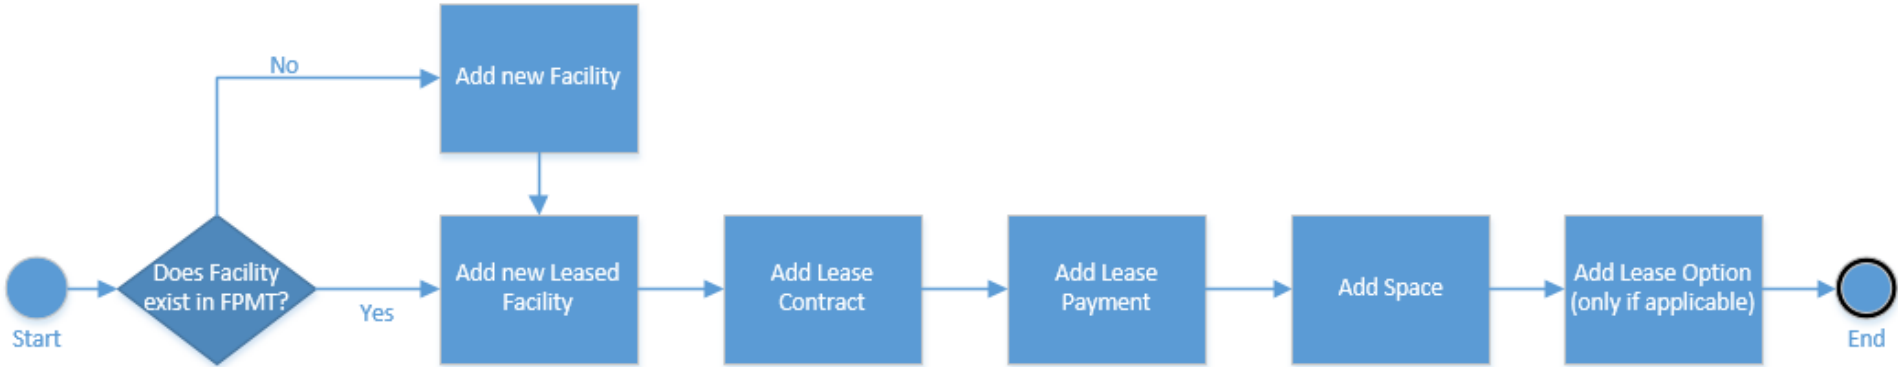 No
Add new Facility
Start
Does Facility
exist in FPMT?
Yes
Add new Leased
Facility
Add Lease
Contract
Add Lease
Payment
Add Space
Add Lease Option
(only if applicable)
End